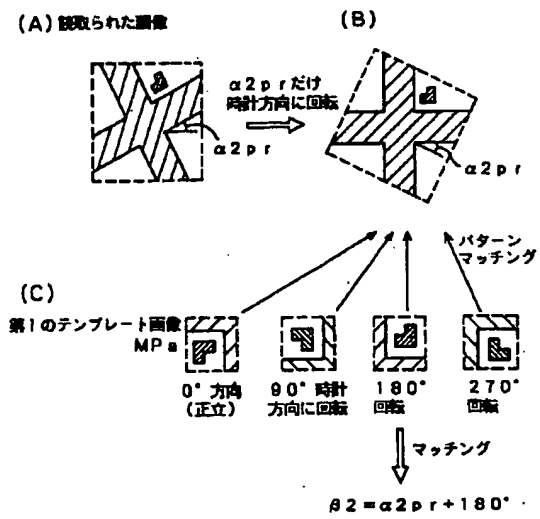 (A) 読取られた画像
(B)
α2prだけ
時計方向に回転
α2pr
α2pr
パターン
マッチング
(C)
第1のテンプレート画像
MPa
0°方向
(正立)
90°時計
方向に回転
180°
回転
270°
回転
マッチング
β2=α2pr+180°